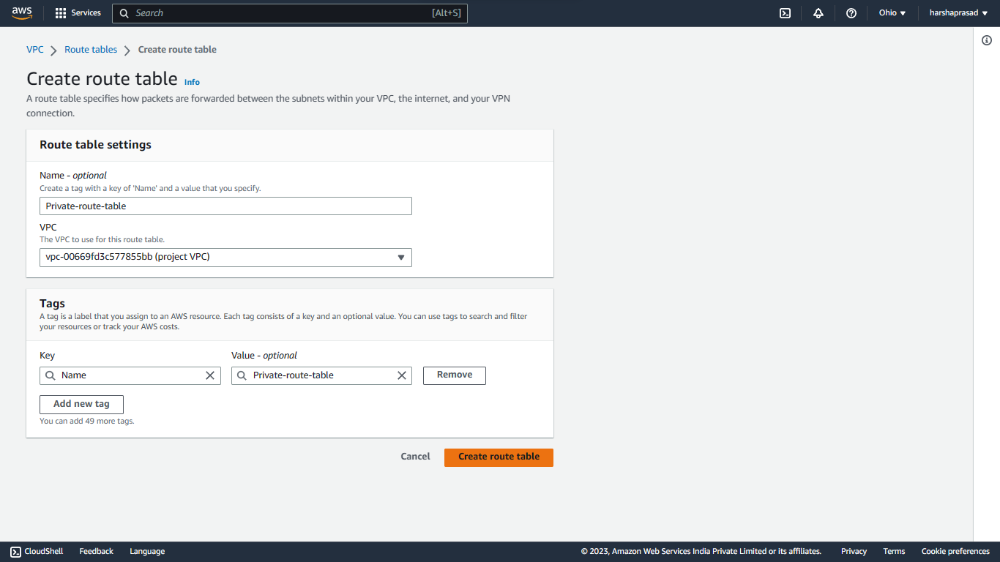 aws Services Search [Alt+S] Ohio harshaprasad
VPC Route tables Create route table
Create route table Info
A route table specifies how packets are forwarded between the subnets within your VPC, the internet, and your VPN
connection.
Route table settings
Name - optional
Create a tag with a key of 'Name' and a value that you specify.
Private-route-table
VPC
The VPC to use for this route table.
vpc-00669fd3c577855bb (project VPC)
Tags
A tag is a label that you assign to an AWS resource. Each tag consists of a key and an optional value. You can use tags to search and filter
your resources or track your AWS costs.
Key Value - optional
Name Private-route-table Remove
Add new tag
You can add 49 more tags.
Cancel Create route table
CloudShell Feedback Language © 2023, Amazon Web Services India Private Limited or its affiliates. Privacy Terms Cookie preferences